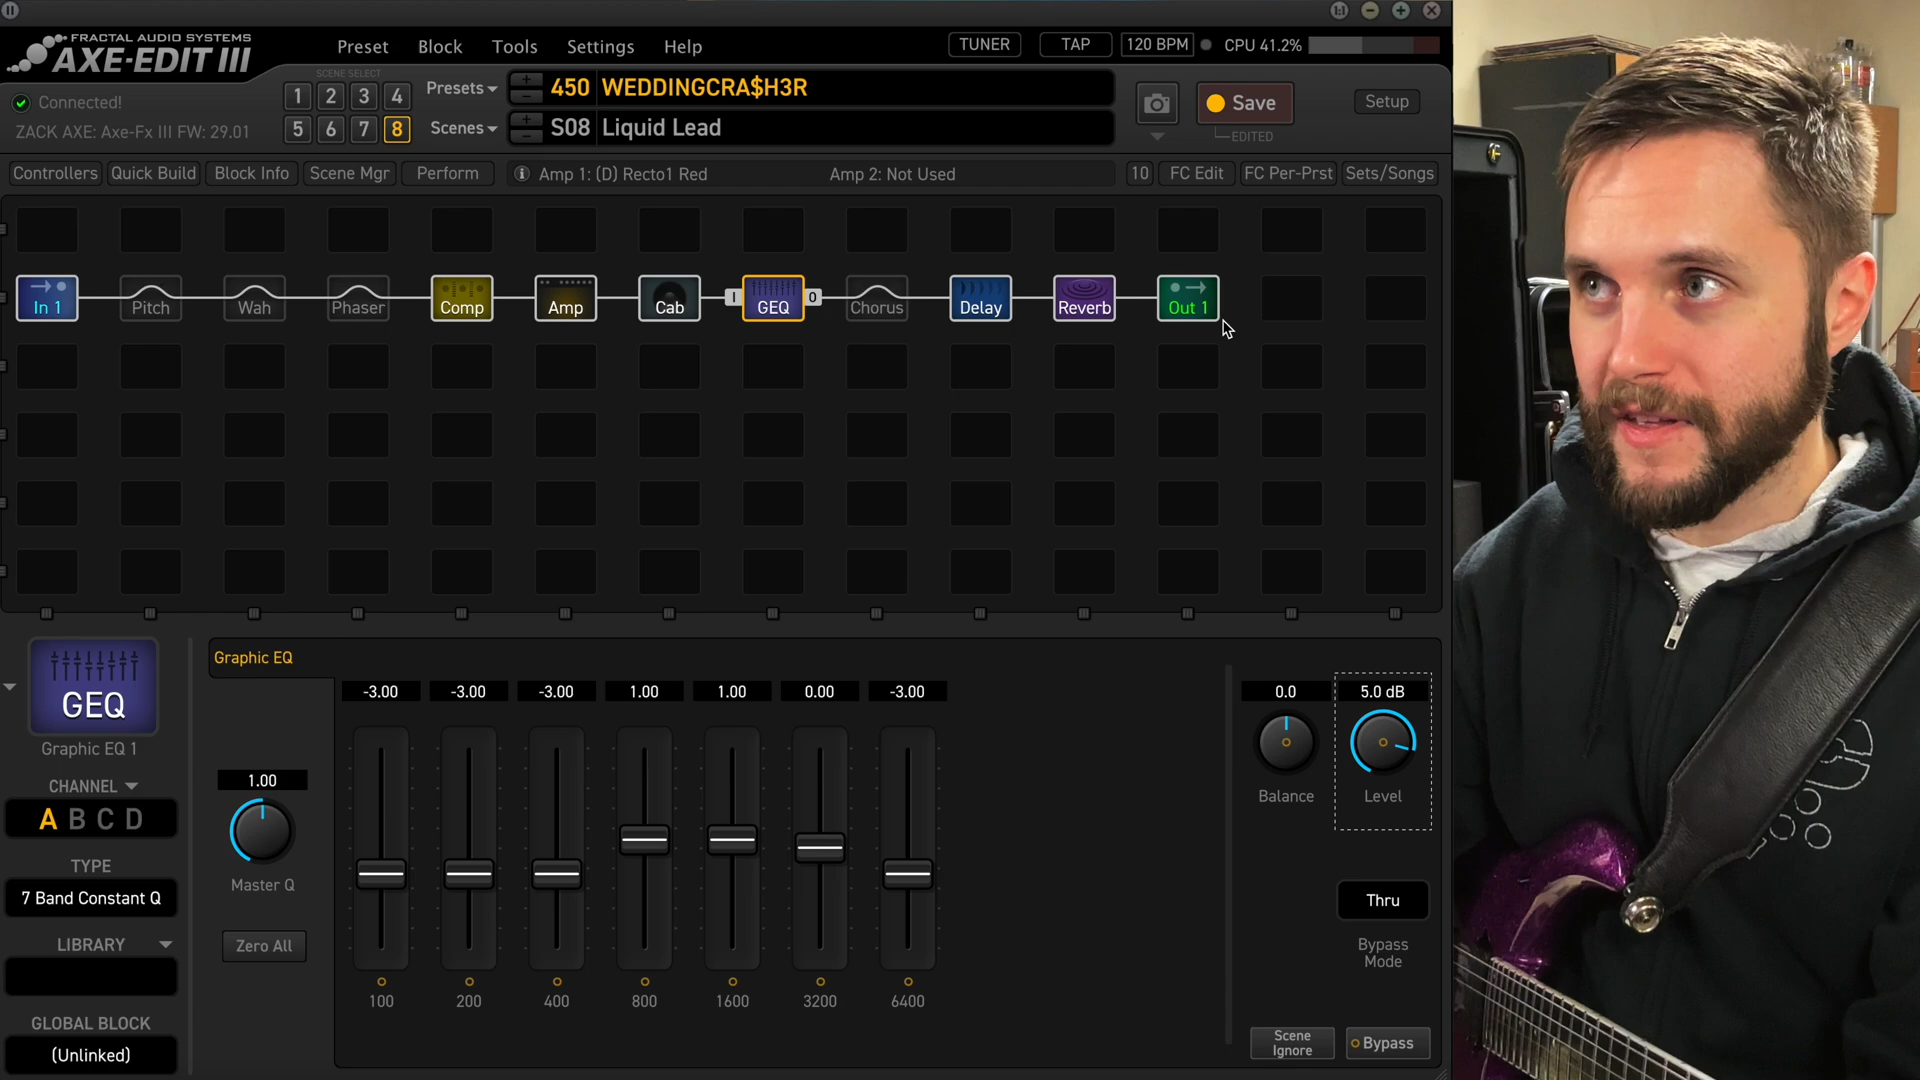 FRACTAL AUDIO SYSTEMS
AXE-EDIT III
Preset Block Tools Settings Help
TUNER TAP 120 BPM CPU 41.2%
SCENE SELECT
1 2 3 4
5 6 7 8
Presets 450 WEDDINGCRA$H3R
Scenes S08 Liquid Lead
Save
EDITED
Setup
Connected!
ZACK AXE: Axe-Fx III FW: 29.01
Controllers Quick Build Block Info Scene Mgr Perform Amp 1: (D) Recto1 Red Amp 2: Not Used 10 FC Edit FC Per-Prst Sets/Songs
In 1 Pitch Wah Phaser Comp Amp Cab I GEQ O Chorus Delay Reverb Out 1
GEQ
Graphic EQ 1
CHANNEL
A B C D
TYPE
7 Band Constant Q
LIBRARY
GLOBAL BLOCK
(Unlinked)
Graphic EQ
1.00
Master Q
Zero All
-3.00 -3.00 -3.00 1.00 1.00 0.00 -3.00
100 200 400 800 1600 3200 6400
0.0 5.0 dB
Balance Level
Thru
Bypass
Mode
Scene
Ignore
Bypass
1:1